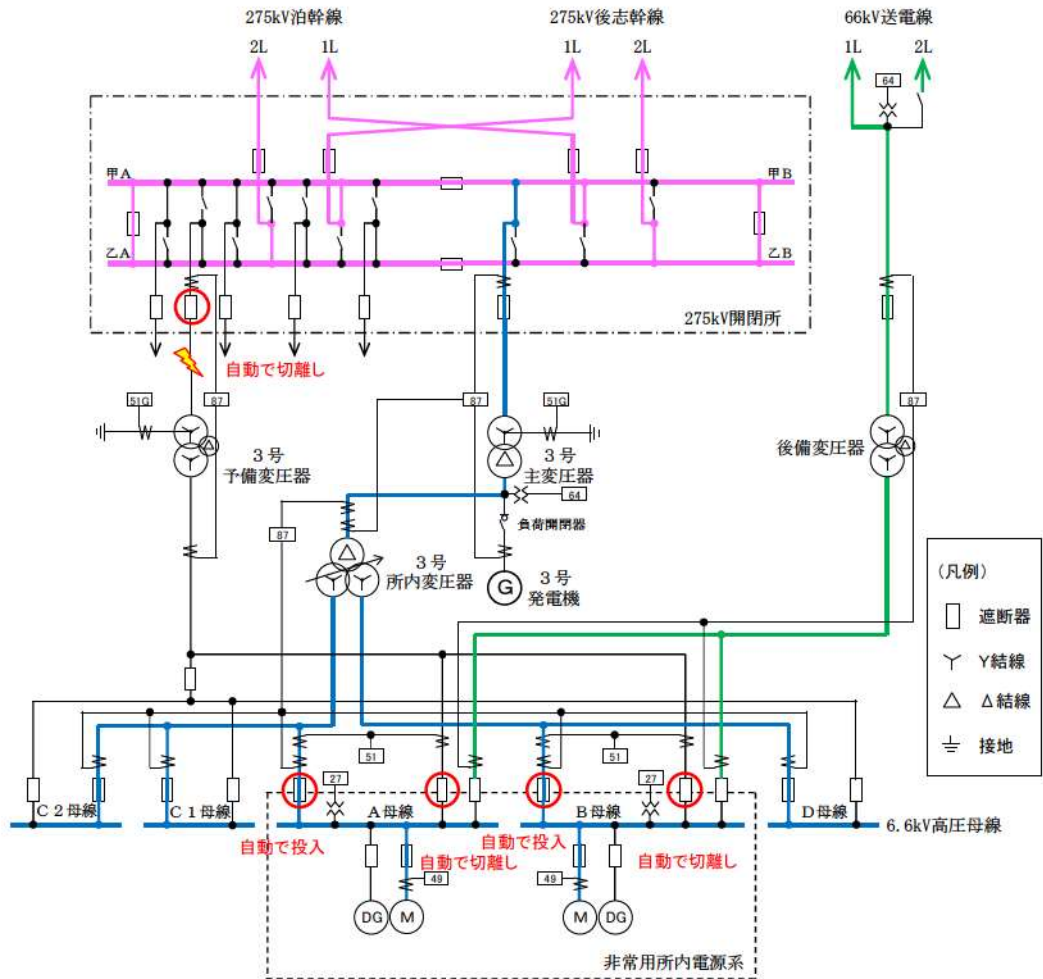 275kV泊幹線 275kV後志幹線 66kV送電線
2L 1L 1L 2L 1L 2L
64
甲A 甲B
乙A 乙B
275kV開閉所
自動で切離し
51G 87 87 51G 87
3号
予備変圧器
3号
主変圧器
後備変圧器
64
負荷開閉器
87
3号
所内変圧器
G
3号
発電機
(凡例)
遮断器
Y結線
Δ結線
接地
51 51
27 27
C2母線 C1母線 A母線 B母線 D母線
6.6kV高圧母線
自動で投入 自動で切離し 自動で投入 自動で切離し
49 49
DG M M DG
非常用所内電源系